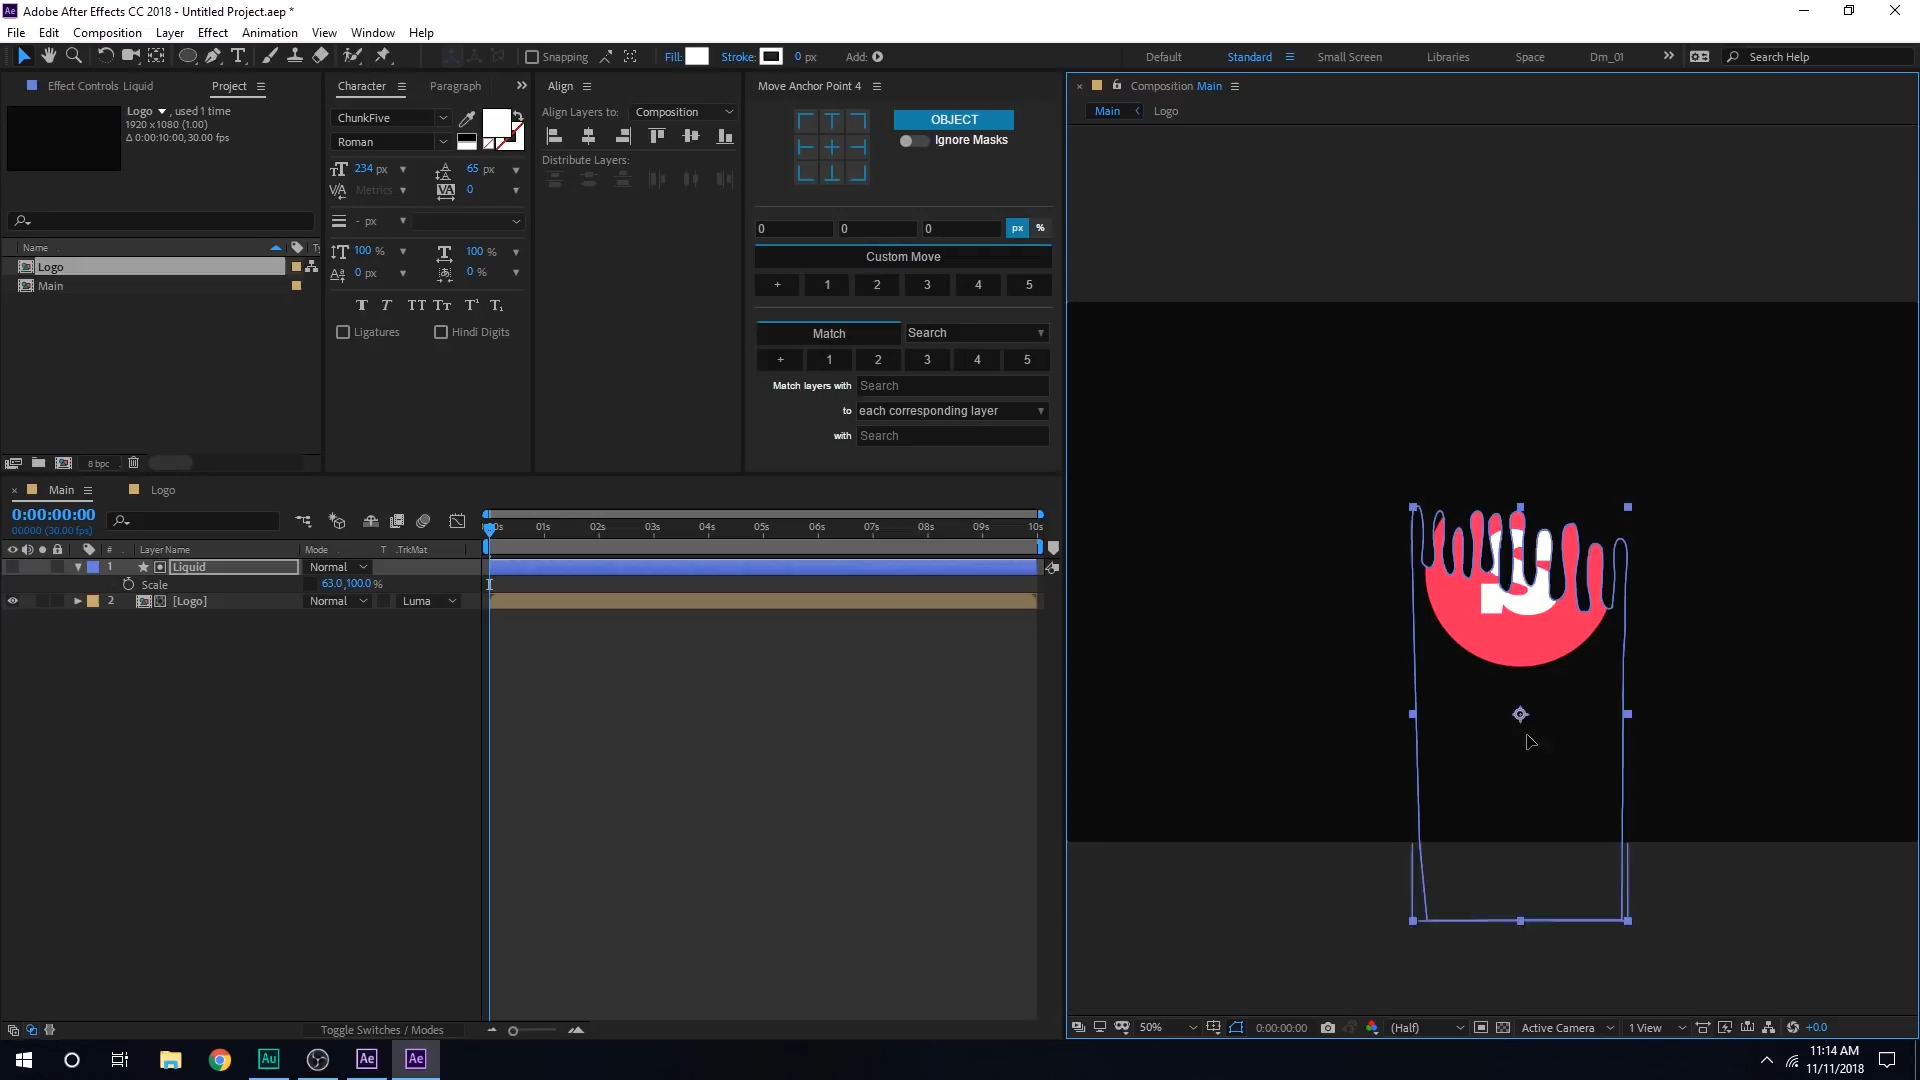 Adobe After Effects CC 2018 - Untitled Project.aep *
File Edit Composition Layer Effect Animation View Window Help
Snapping Fill: Stroke: 0 px Add:
Default Standard Small Screen Libraries Space Dm_01 Search Help
Effect Controls Liquid Project
Logo , used 1 time
1920 x1080 (1.00)
Δ 0:00:10:00, 30.00 fps
Name Ty
Logo
Main
8 bpc
Character Paragraph
ChunkFive
Roman
234 px 65 px
Metrics 0
- px
100 % 100 %
0 px 0 %
Ligatures Hindi Digits
Align
Align Layers to: Composition
Distribute Layers:
Move Anchor Point 4
OBJECT
Ignore Masks
0 0 0 px %
Custom Move
+ 1 2 3 4 5
Match Search
+ 1 2 3 4 5
Match layers with Search
to each corresponding layer
with Search
Composition Main
Main Logo
Main Logo
0:00:00:00
00000 (30.00 fps)
01s 02s 03s 04s 05s 06s 07s 08s 09s 10s
# Layer Name Mode T .TrkMat
1 Liquid Normal
Scale 63.0,100.0 %
2 [Logo] Normal Luma
Toggle Switches / Modes
50% 0:00:00:00 (Half) Active Camera 1 View +0.0
11:14 AM
11/11/2018